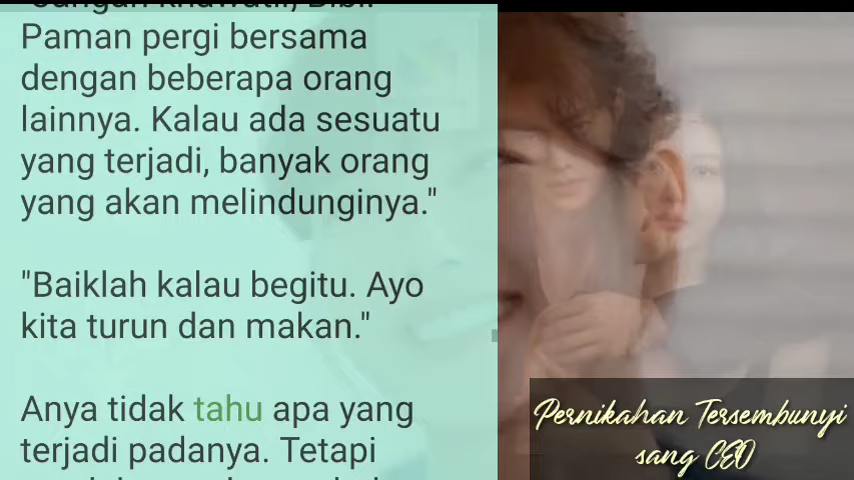 Paman pergi bersama
dengan beberapa orang
lainnya. Kalau ada sesuatu
yang terjadi, banyak orang
yang akan melindunginya."
"Baiklah kalau begitu. Ayo
kita turun dan makan."
Anya tidak tahu apa yang
terjadi padanya. Tetapi
Pernikahan Tersembunyi
sang CEO